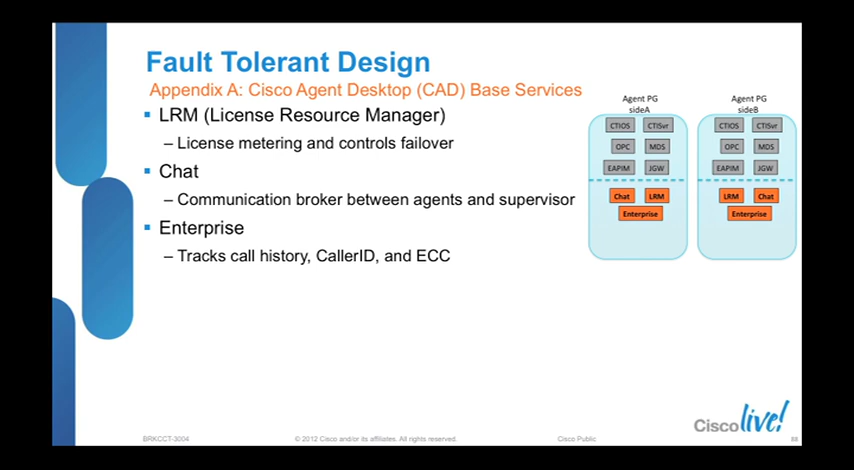 Fault Tolerant Design
Appendix A: Cisco Agent Desktop (CAD) Base Services
LRM (License Resource Manager)
– License metering and controls failover
Chat
– Communication broker between agents and supervisor
Enterprise
– Tracks call history, CallerID, and ECC
Agent PG
sideA
CTIOS CTISvr
OPC MDS
EAPIM JGW
Chat LRM
Enterprise
Agent PG
sideB
CTIOS CTISvr
OPC MDS
EAPIM JGW
LRM Chat
Enterprise
Cisco live!
BRKCCT-3004 © 2012 Cisco and/or its affiliates. All rights reserved. Cisco Public 88